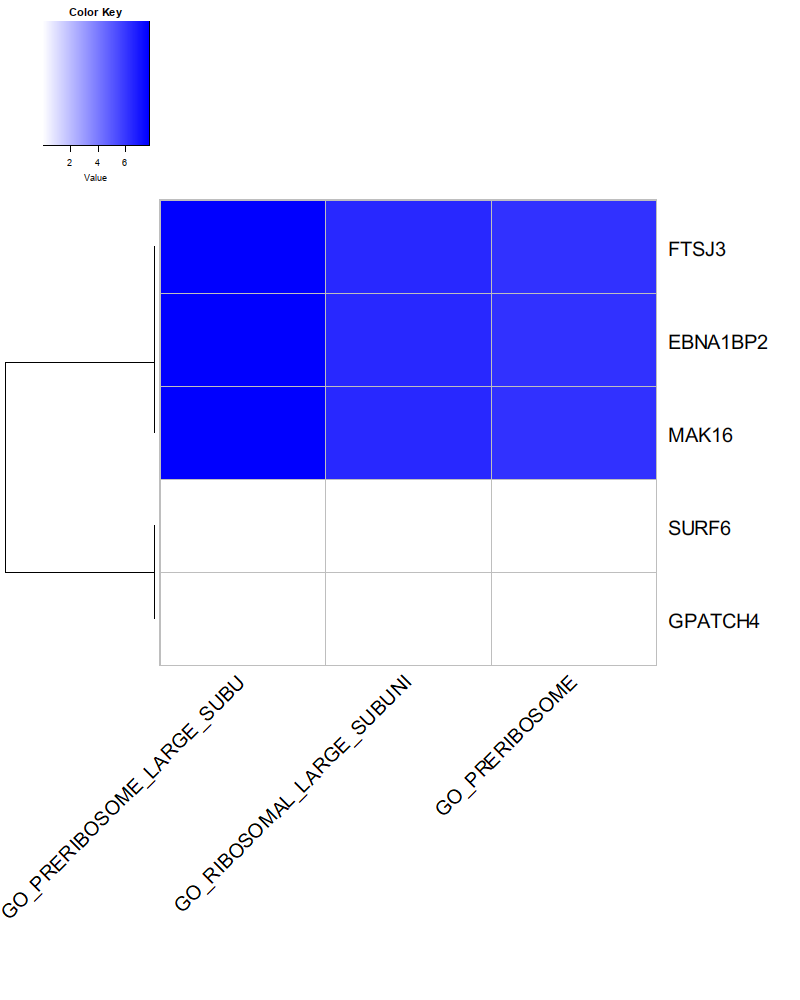 Color Key
2 4 6
Value
FTSJ3
EBNA1BP2
MAK16
SURF6
GPATCH4
GO_PRERIBOSOME_LARGE_SUBU
GO_RIBOSOMAL_LARGE_SUBUNI
GO_PRERIBOSOME